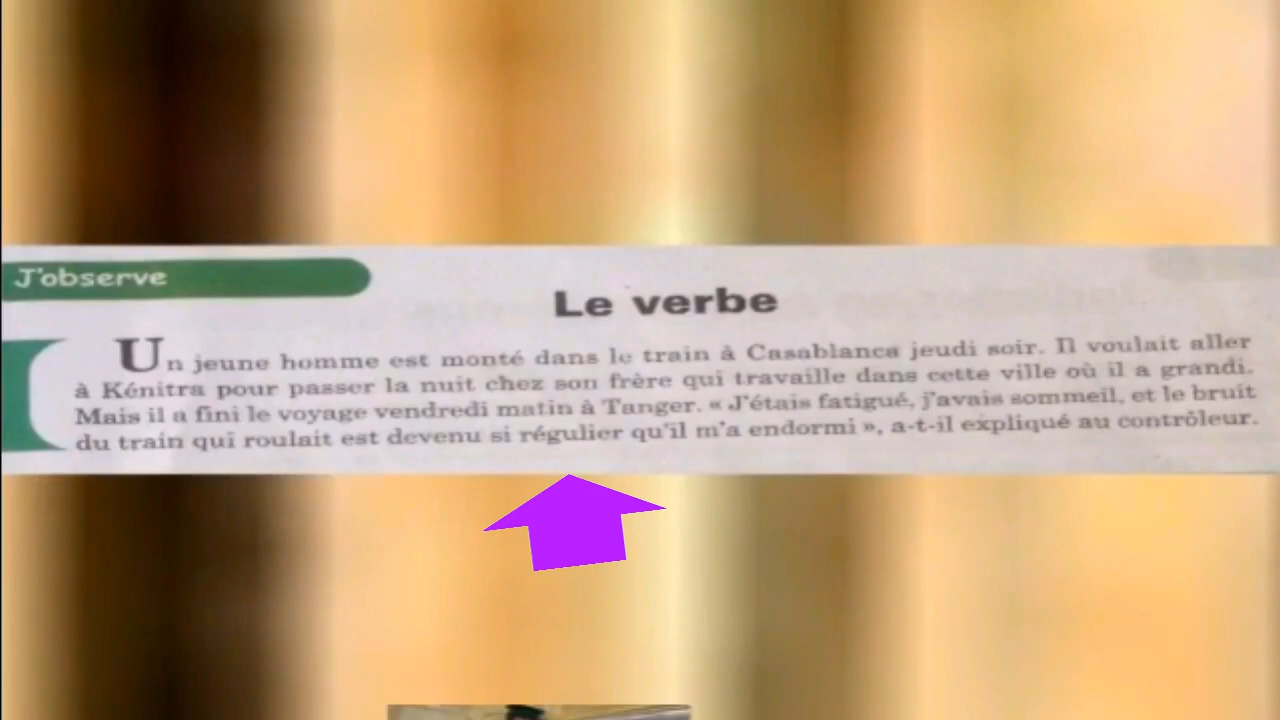 J'observe
Le verbe
Un jeune homme est monté dans le train à Casablanca jeudi soir. Il voulait aller
à Kénitra pour passer la nuit chez son frère qui travaille dans cette ville où il a grandi.
Mais il a fini le voyage vendredi matin à Tanger. « J'étais fatigué, j'avais sommeil, et le bruit
du train qui roulait est devenu si régulier qu'il m'a endormi », a-t-il expliqué au contrôleur.